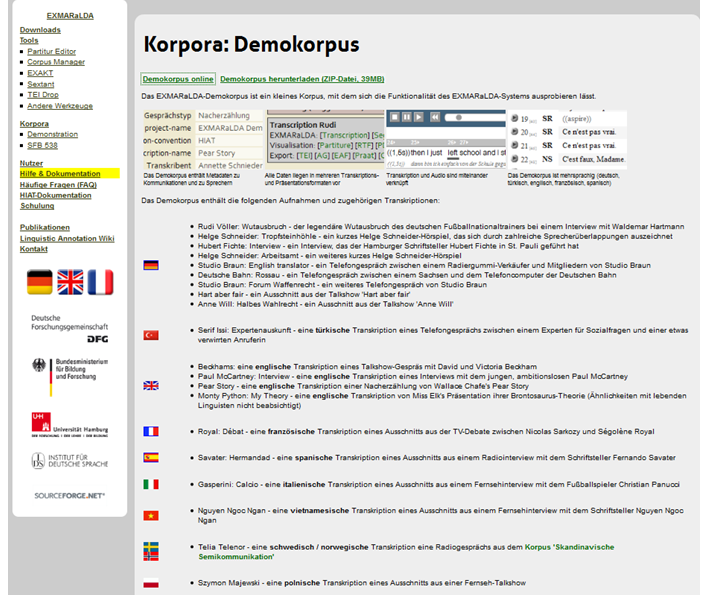 EXMARaLDA
Downloads
Tools
Partitur Editor
Corpus Manager
EXAKT
Sextant
TEI Drop
Andere Werkzeuge
Korpora
Demonstration
SFB 538
Nutzer
Hilfe & Dokumentation
Häufige Fragen (FAQ)
HIAT-Dokumentation
Schulung
Publikationen
Linguistic Annotation Wiki
Kontakt
Deutsche
Forschungsgemeinschaft
DFG
Bundesministerium
für Bildung
und Forschung
UH
Universität Hamburg
DER FORSCHUNG | DER LEHRE | DER BILDUNG
IDS
INSTITUT FÜR
DEUTSCHE SPRACHE
SOURCEFORGE.NET®
Korpora: Demokorpus
Demokorpus online Demokorpus herunterladen (ZIP-Datei, 39MB)
Das EXMARaLDA-Demokorpus ist ein kleines Korpus, mit dem sich die Funktionalität des EXMARaLDA-Systems ausprobieren lässt.
Gesprächstyp Nacherzählung
project-name EXMARaLDA Dem
on-convention HIAT
cription-name Pear Story
Transkribent Annette Schnieder
Das Demokorpus enthält Metadaten zu
Kommunikationen und zu Sprechern
Transcription Rudi
EXMARaLDA: [Transcription] [Se
Visualisation: [Partiture] [RTF] [P
Export: [TEI] [AG] [EAF] [Praat] [
Alle Daten liegen in mehreren Transkriptions-
und Präsentationsformaten vor
((1,6s))then I just left school and i st
Transkription und Audio sind miteinander
verknüpft
19 SR ((aspire))
20 SR Ce n'est pas vrai.
21 SR Ce n'est pas vrai.
22 NS C'est faux, Madame.
Das Demokorpus ist mehrsprachig (deutsch,
türkisch, englisch, französisch, spanisch)
Das Demokorpus enthält die folgenden Aufnahmen und zugehörigen Transkriptionen:
Rudi Völler: Wutausbruch - der legendäre Wutausbruch des deutschen Fußballnationaltrainers bei einem Interview mit Waldemar Hartmann
Helge Schneider: Tropfsteinhöhle - ein kurzes Helge Schneider-Hörspiel, das sich durch zahlreiche Sprecherüberlappungen auszeichnet
Hubert Fichte: Interview - ein Interview, das der Hamburger Schriftsteller Hubert Fichte in St. Pauli geführt hat
Helge Schneider: Arbeitsamt - ein weiteres kurzes Helge Schneider-Hörspiel
Studio Braun: English translator - ein Telefongespräch zwischen einem Radiergummi-Verkäufer und Mitgliedern von Studio Braun
Deutsche Bahn: Rossau - ein Telefongespräch zwischen einem Sachsen und dem Telefoncomputer der Deutschen Bahn
Studio Braun: Forum Waffenrecht - ein weiteres Telefongespräch von Studio Braun
Hart aber fair - ein Ausschnitt aus der Talkshow 'Hart aber fair'
Anne Will: Halbes Wahlrecht - ein Ausschnitt aus der Talkshow 'Anne Will'
Serif Issi: Expertenauskunft - eine türkische Transkription eines Telefongesprächs zwischen einem Experten für Sozialfragen und einer etwas
verwirrten Anruferin
Beckhams: eine englische Transkription eines Talkshow-Gespräs mit David und Victoria Beckham
Paul McCartney: Interview - eine englische Transkription eines Interviews mit dem jungen, ambitionslosen Paul McCartney
Pear Story - eine englische Transkription einer Nacherzählung von Wallace Chafe's Pear Story
Monty Python: My Theory - eine englische Transkription von Miss Elk's Präsentation ihrer Brontosaurus-Theorie (Ähnlichkeiten mit lebenden
Linguisten nicht beabsichtigt)
Royal: Débat - eine französische Transkription eines Ausschnitts aus der TV-Debate zwischen Nicolas Sarkozy und Ségolène Royal
Savater: Hermandad - eine spanische Transkription eines Ausschnitts aus einem Radiointerview mit dem Schriftsteller Fernando Savater
Gasperini: Calcio - eine italienische Transkription eines Ausschnitts aus einem Fernsehinterview mit dem Fußballspieler Christian Panucci
Nguyen Ngoc Ngan - eine vietnamesische Transkription eines Ausschnitts aus einem Fernsehinterview mit dem Schriftsteller Nguyen Ngoc
Ngan
Telia Telenor - eine schwedisch / norwegische Transkription eine Radiogesprächs aus dem Korpus 'Skandinavische
Semikommunikation'
Szymon Majewski - eine polnische Transkription eines Ausschnitts aus einer Fernseh-Talkshow